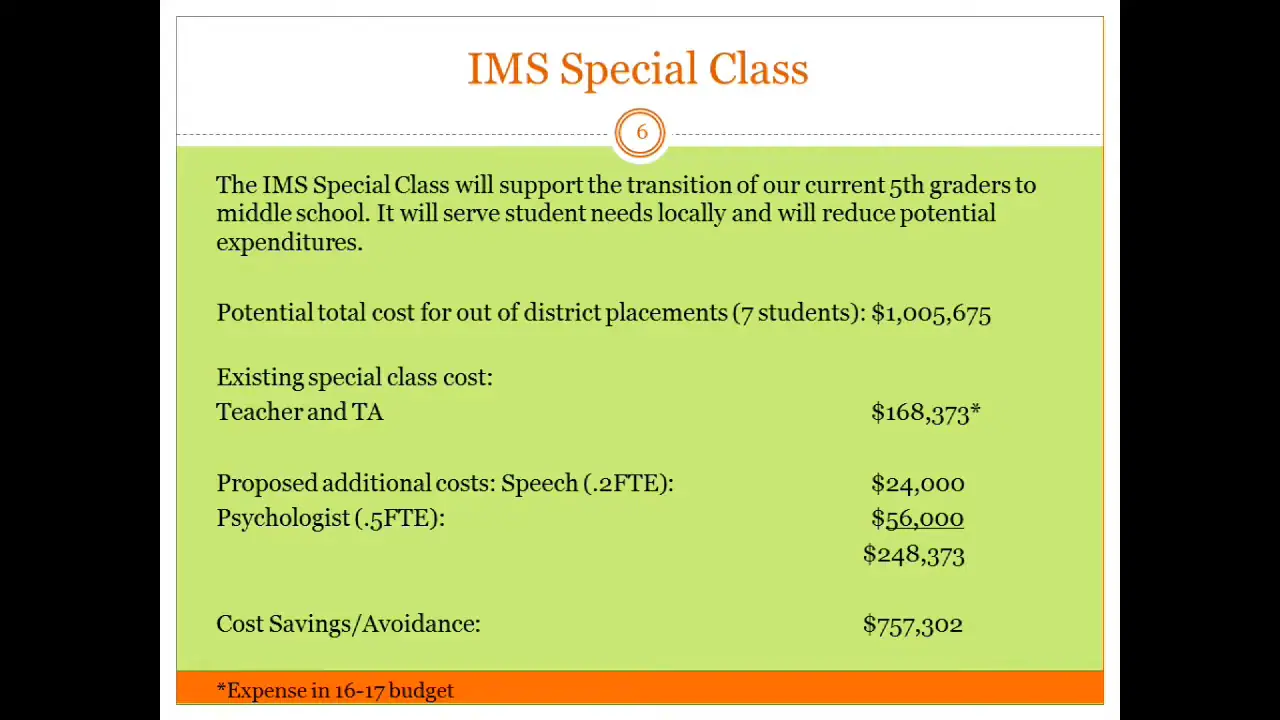 IMS Special Class
6
The IMS Special Class will support the transition of our current 5th graders to
middle school. It will serve student needs locally and will reduce potential
expenditures.
Potential total cost for out of district placements (7 students): $1,005,675
Existing special class cost:
Teacher and TA $168,373*
Proposed additional costs: Speech (.2FTE): $24,000
Psychologist (.5FTE): $56,000
$248,373
Cost Savings/Avoidance: $757,302
*Expense in 16-17 budget